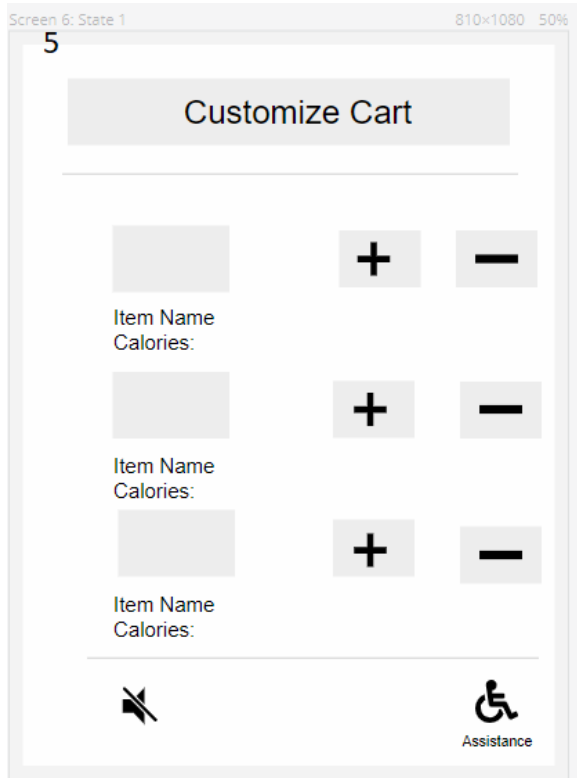 Screen 6: State 1 810×1080 50%
5
Customize Cart
Item Name
Calories:
Item Name
Calories:
Item Name
Calories:
Assistance